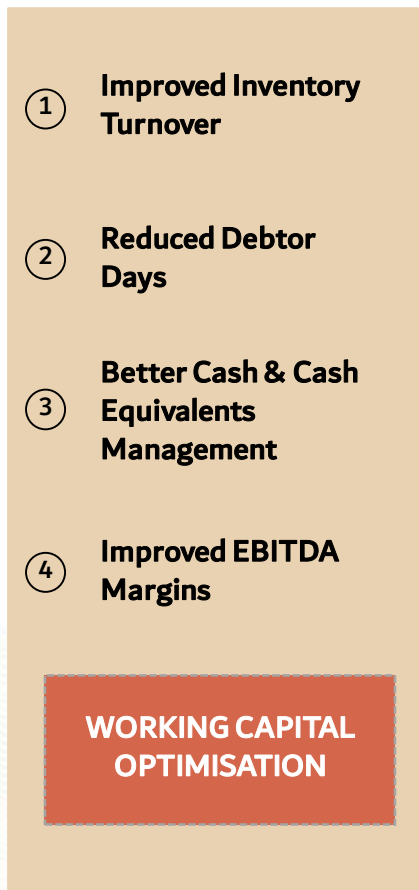 1
Improved Inventory
Turnover
2
Reduced Debtor
Days
3
Better Cash & Cash
Equivalents
Management
4
Improved EBITDA
Margins
WORKING CAPITAL
OPTIMISATION